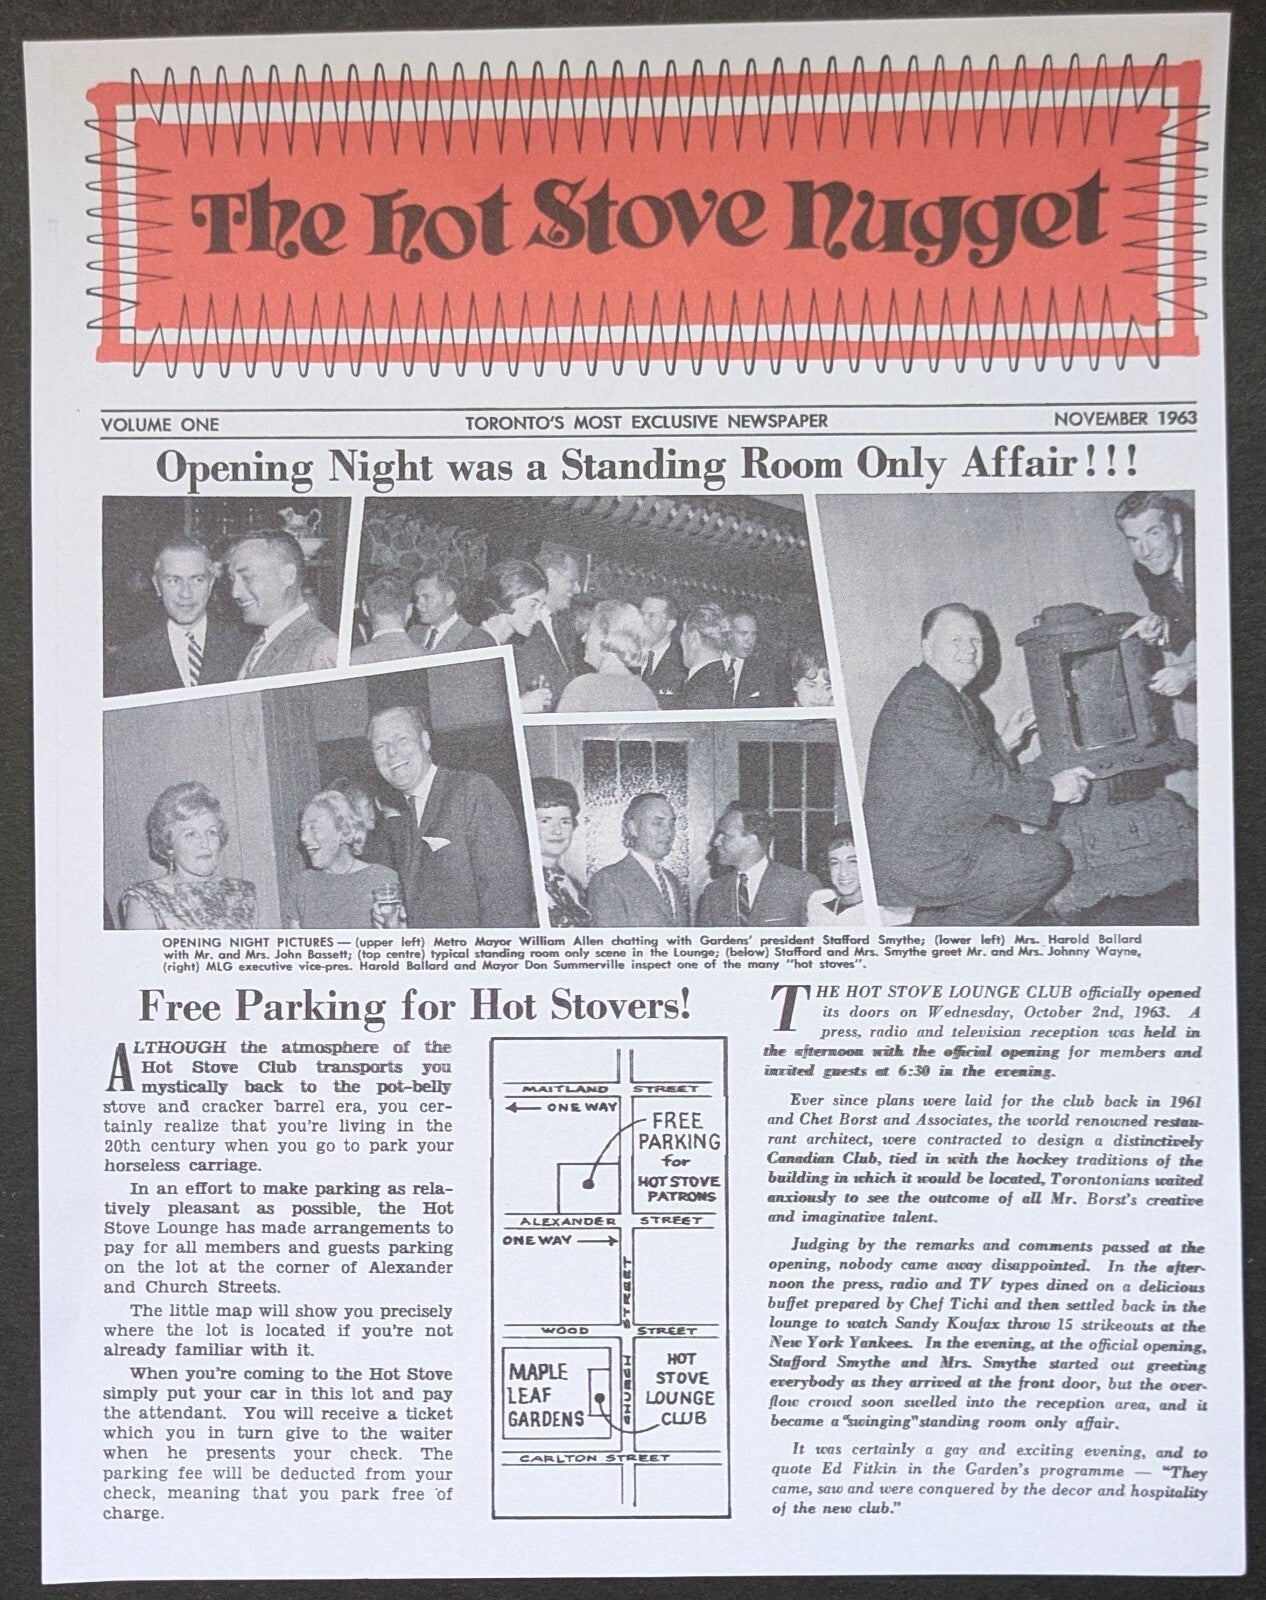 The Hot Stove Nugget
VOLUME ONE
TORONTO'S MOST EXCLUSIVE NEWSPAPER
NOVEMBER 1963
Opening Night was a Standing Room Only Affair!!!
OPENING NIGHT PICTURES — (upper left) Metro Mayor William Allen chatting with Gardens' president Stafford Smythe; (lower left) Mrs. Harold Ballard
with Mr. and Mrs. John Bassett; (top centre) typical standing room only scene in the Lounge; (below) Stafford and Mrs. Smythe greet Mr. and Mrs. Johnny Wayne,
(right) MLG executive vice-pres. Harold Ballard and Mayor Don Summerville inspect one of the many "hot stoves".
Free Parking for Hot Stovers!
ALTHOUGH the atmosphere of the
Hot Stove Club transports you
mystically back to the pot-belly
stove and cracker barrel era, you cer-
tainly realize that you're living in the
20th century when you go to park your
horseless carriage.
In an effort to make parking as rela-
tively pleasant as possible, the Hot
Stove Lounge has made arrangements to
pay for all members and guests parking
on the lot at the corner of Alexander
and Church Streets.
The little map will show you precisely
where the lot is located if you're not
already familiar with it.
When you're coming to the Hot Stove
simply put your car in this lot and pay
the attendant. You will receive a ticket
which you in turn give to the waiter
when he presents your check. The
parking fee will be deducted from your
check, meaning that you park free of
charge.
MAITLAND STREET
ONE WAY
FREE
PARKING
for
HOT STOVE
PATRONS
ALEXANDER STREET
ONE WAY
CHURCH STREET
WOOD STREET
MAPLE
LEAF
GARDENS
HOT
STOVE
LOUNGE
CLUB
CARLTON STREET
THE HOT STOVE LOUNGE CLUB officially opened
its doors on Wednesday, October 2nd, 1963. A
press, radio and television reception was held in
the afternoon with the official opening for members and
invited guests at 6:30 in the evening.
Ever since plans were laid for the club back in 1961
and Chet Borst and Associates, the world renowned restau-
rant architect, were contracted to design a distinctively
Canadian Club, tied in with the hockey traditions of the
building in which it would be located, Torontonians waited
anxiously to see the outcome of all Mr. Borst's creative
and imaginative talent.
Judging by the remarks and comments passed at the
opening, nobody came away disappointed. In the after-
noon the press, radio and TV types dined on a delicious
buffet prepared by Chef Tichi and then settled back in the
lounge to watch Sandy Koufax throw 15 strikeouts at the
New York Yankees. In the evening, at the official opening,
Stafford Smythe and Mrs. Smythe started out greeting
everybody as they arrived at the front door, but the over-
flow crowd soon swelled into the reception area, and it
became a "swinging" standing room only affair.
It was certainly a gay and exciting evening, and to
quote Ed Fitkin in the Garden's programme — "They
came, saw and were conquered by the decor and hospitality
of the new club."